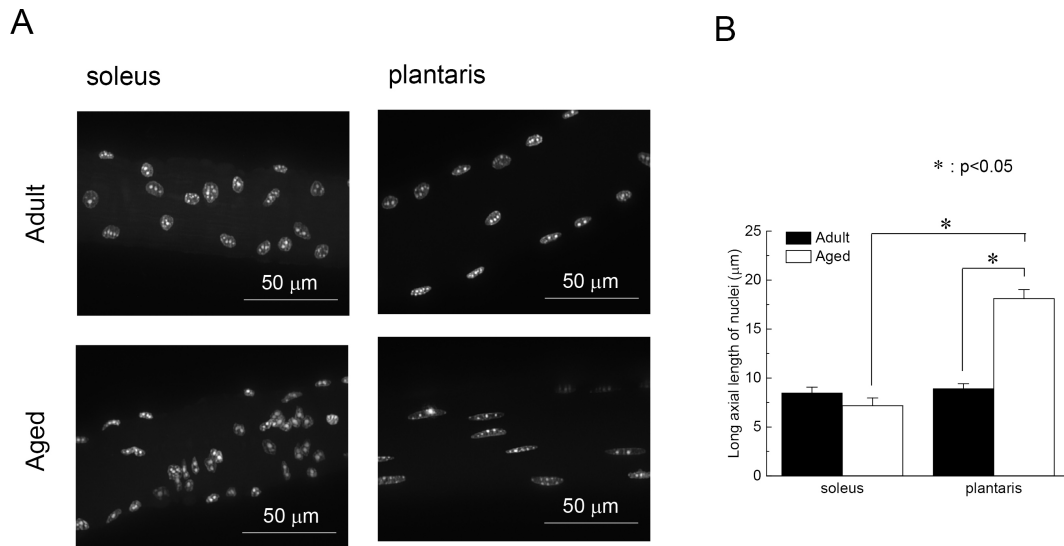 A
soleus
plantaris
Adult
50 μm
50 μm
Aged
50 μm
50 μm
B
* : p<0.05
Long axial length of nuclei (μm)
25
20
15
10
5
0
Adult
Aged
*
*
soleus
plantaris